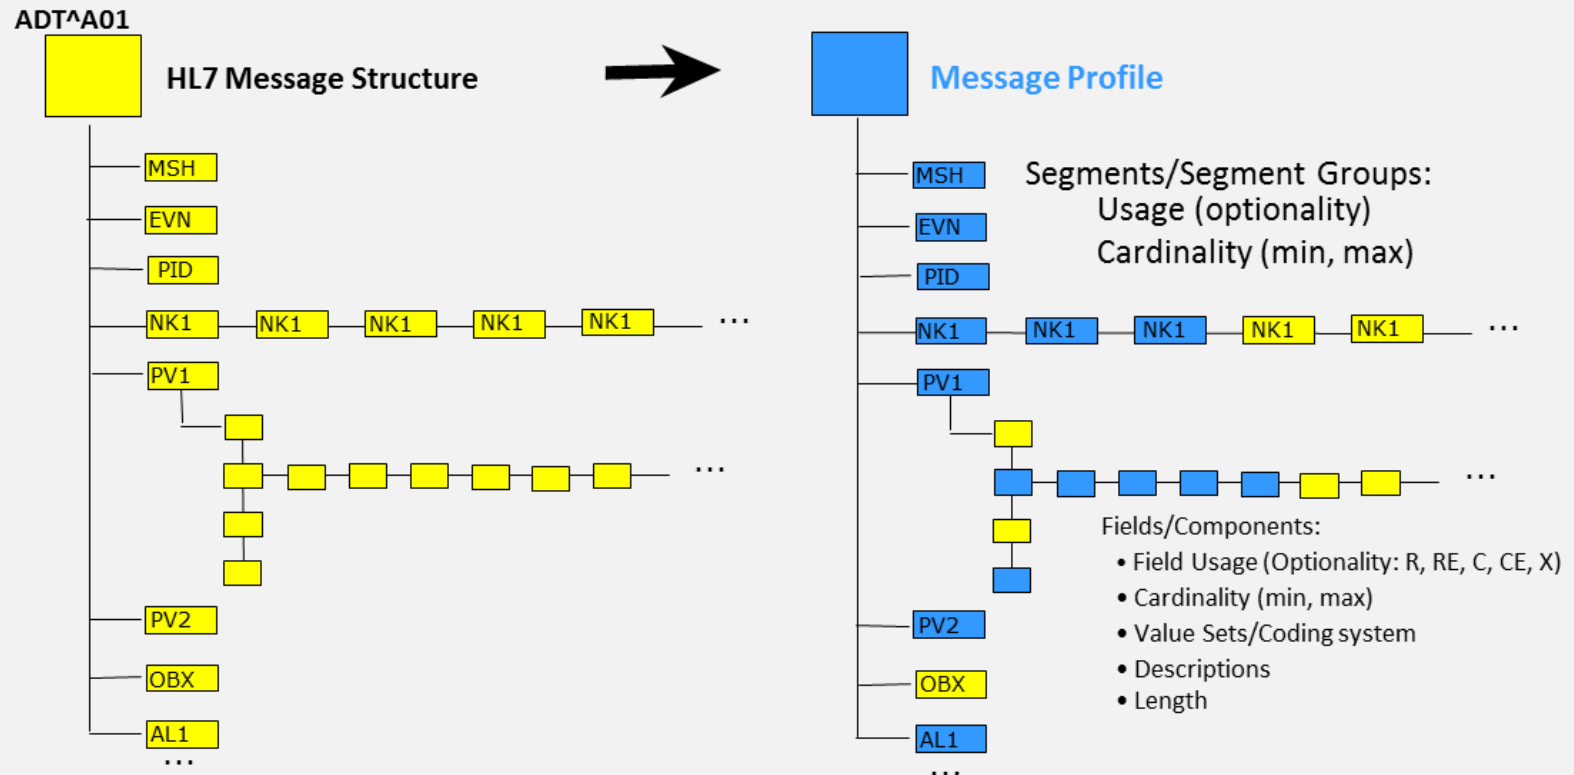 ADT^A01
HL7 Message Structure
MSH
EVN
PID
NK1 NK1 NK1 NK1 NK1 ...
PV1
...
PV2
OBX
AL1
...
Message Profile
MSH
EVN
PID
Segments/Segment Groups:
Usage (optionality)
Cardinality (min, max)
NK1 NK1 NK1 NK1 NK1 ...
PV1
...
Fields/Components:
• Field Usage (Optionality: R, RE, C, CE, X)
• Cardinality (min, max)
• Value Sets/Coding system
• Descriptions
• Length
PV2
OBX
AL1
...